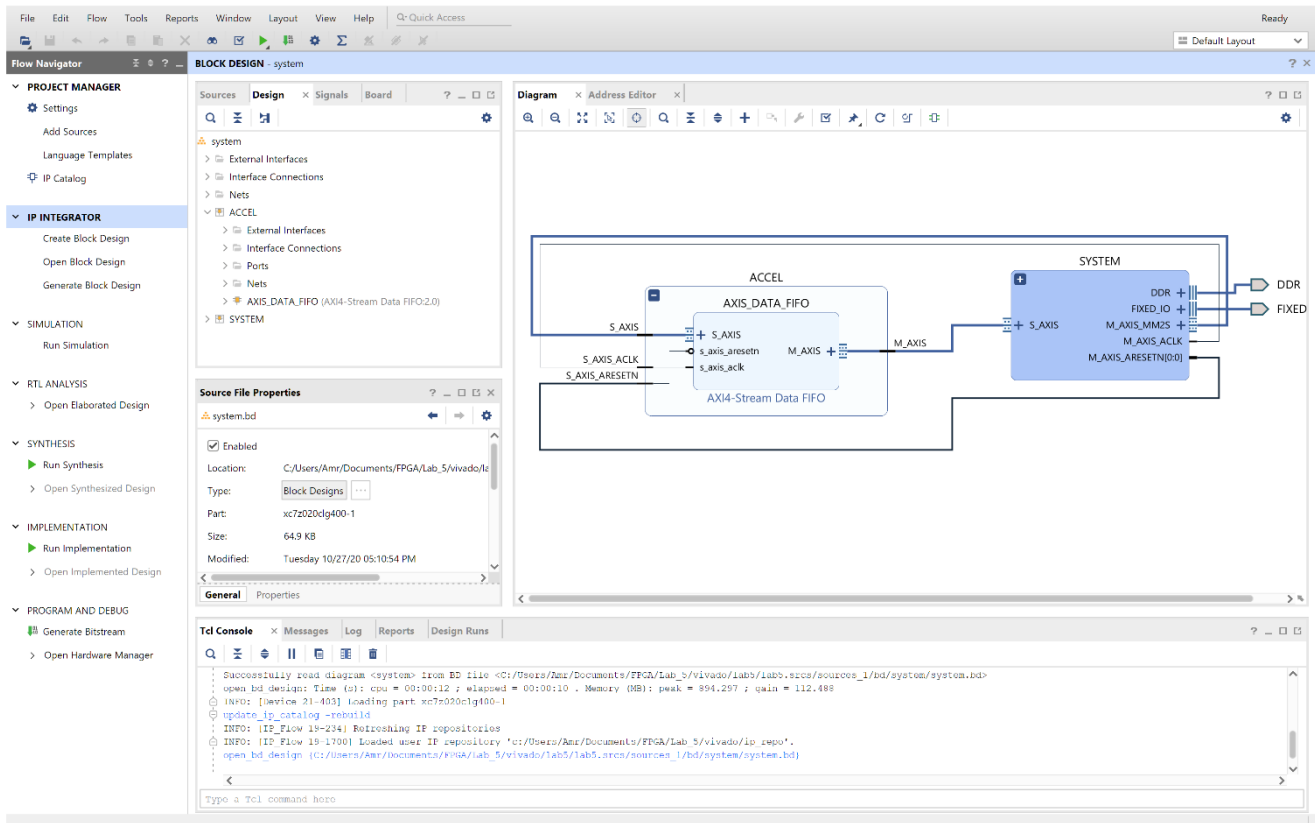 File Edit Flow Tools Reports Window Layout View Help Quick Access Ready
Default Layout
Flow Navigator
PROJECT MANAGER
Settings
Add Sources
Language Templates
IP Catalog
IP INTEGRATOR
Create Block Design
Open Block Design
Generate Block Design
SIMULATION
Run Simulation
RTL ANALYSIS
Open Elaborated Design
SYNTHESIS
Run Synthesis
Open Synthesized Design
IMPLEMENTATION
Run Implementation
Open Implemented Design
PROGRAM AND DEBUG
Generate Bitstream
Open Hardware Manager
BLOCK DESIGN - system
Sources Design Signals Board
system
External Interfaces
Interface Connections
Nets
ACCEL
External Interfaces
Interface Connections
Ports
Nets
AXIS_DATA_FIFO (AXI4-Stream Data FIFO:2.0)
SYSTEM
Source File Properties
system.bd
Enabled
Location: C:/Users/Amr/Documents/FPGA/Lab_5/vivado/la
Type: Block Designs ...
Part: xc7z020clg400-1
Size: 64.9 KB
Modified: Tuesday 10/27/20 05:10:54 PM
General Properties
Diagram Address Editor
ACCEL
AXIS_DATA_FIFO
S_AXIS
S_AXIS_ACLK
S_AXIS_ARESETN
S_AXIS
s_axis_aresetn
s_axis_aclk
M_AXIS
AXI4-Stream Data FIFO
M_AXIS
SYSTEM
S_AXIS
DDR
FIXED_IO
M_AXIS_MM2S
M_AXIS_ACLK
M_AXIS_ARESETN[0:0]
DDR
FIXED
Tcl Console Messages Log Reports Design Runs
Successfully read diagram <system> from BD file <C:/Users/Amr/Documents/FPGA/Lab_5/vivado/lab5/lab5.srcs/sources_1/bd/system/system.bd>
open_bd_design: Time (s): cpu = 00:00:12 ; elapsed = 00:00:10 . Memory (MB): peak = 894.297 ; gain = 112.488
INFO: [Device 21-403] Loading part xc7z020clg400-1
update_ip_catalog -rebuild
INFO: [IP_Flow 19-234] Refreshing IP repositories
INFO: [IP_Flow 19-1700] Loaded user IP repository 'c:/Users/Amr/Documents/FPGA/Lab_5/vivado/ip_repo'.
open_bd_design {C:/Users/Amr/Documents/FPGA/Lab_5/vivado/lab5/lab5.srcs/sources_1/bd/system/system.bd}
Type a Tcl command here